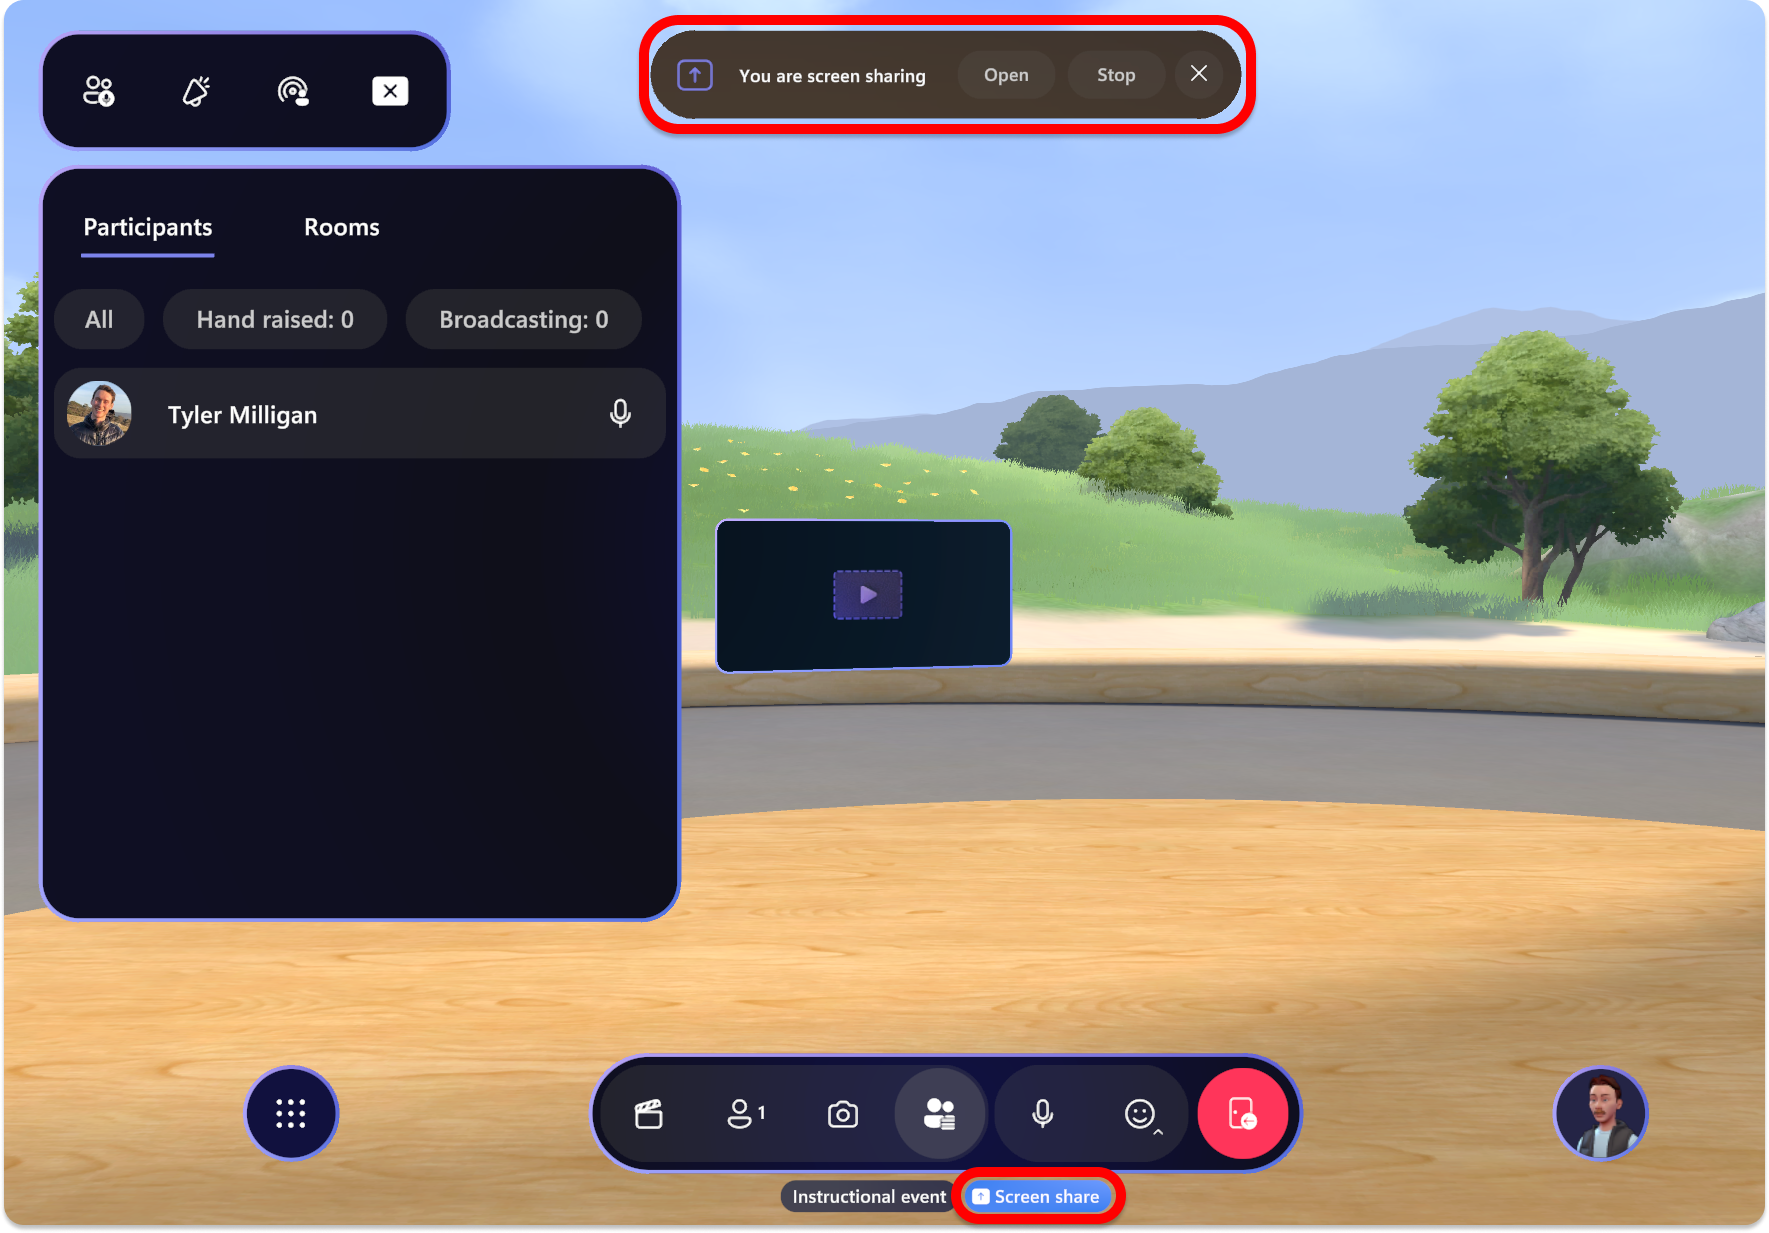 You are screen sharing Open Stop
Participants Rooms
All Hand raised: 0 Broadcasting: 0
Tyler Milligan
1
Instructional event Screen share